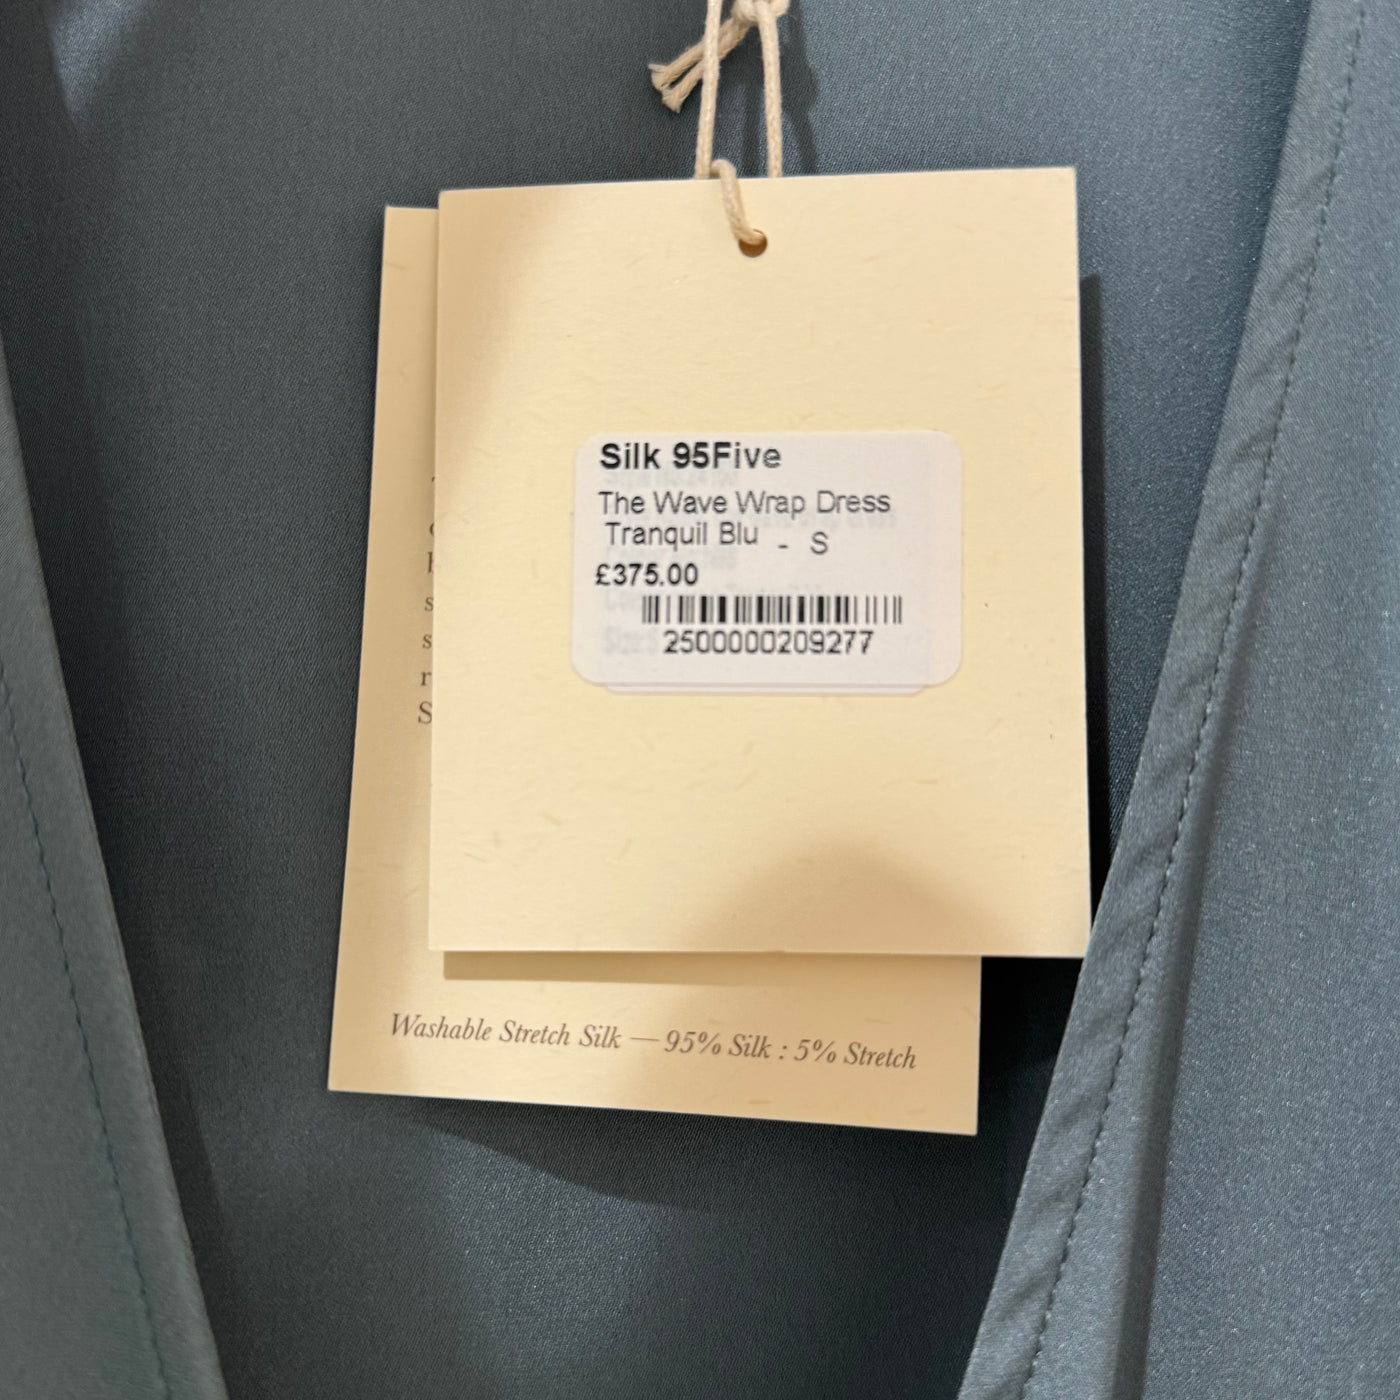 Silk 95Five
The Wave Wrap Dress
Tranquil Blu - S
£375.00
2500000209277
Washable Stretch Silk — 95% Silk : 5% Stretch